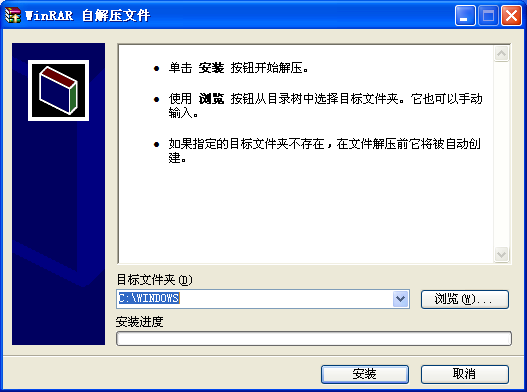 WinRAR 自解压文件
● 单击 安装 按钮开始解压。
● 使用 浏览 按钮从目录树中选择目标文件夹。它也可以手动
输入。
● 如果指定的目标文件夹不存在，在文件解压前它将被自动创
建。
目标文件夹(D)
C:\WINDOWS
浏览(W)...
安装进度
安装
取消